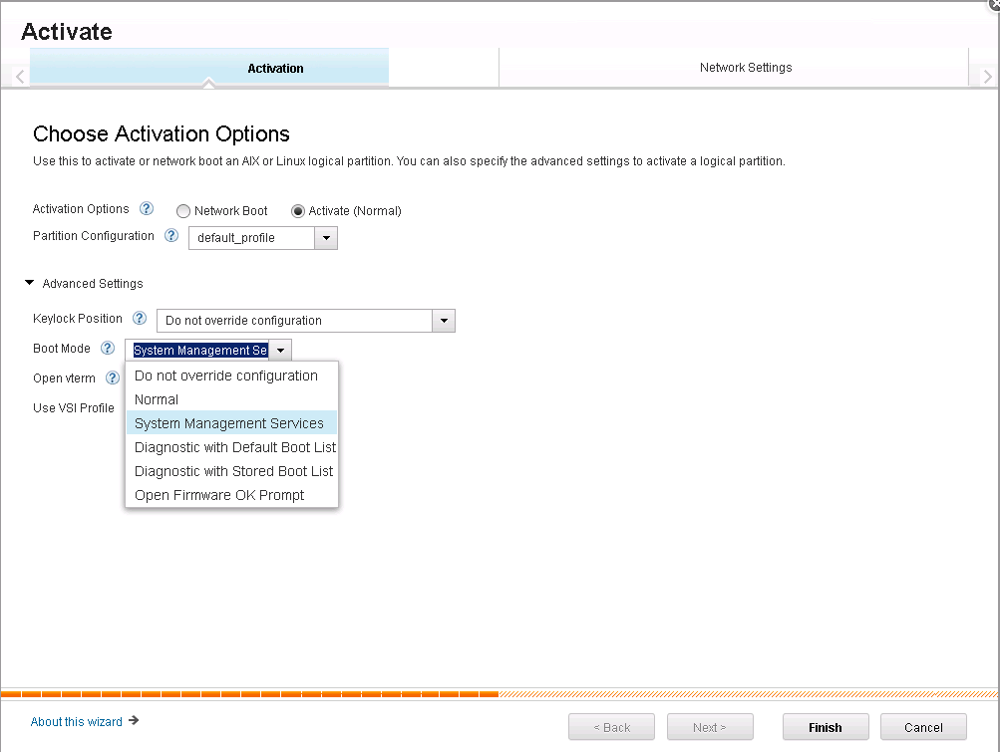 Activate
Activation
Network Settings
Choose Activation Options
Use this to activate or network boot an AIX or Linux logical partition. You can also specify the advanced settings to activate a logical partition.
Activation Options ? Network Boot Activate (Normal)
Partition Configuration ? default_profile
Advanced Settings
Keylock Position ? Do not override configuration
Boot Mode ? System Management Se
Open vterm ?
Use VSI Profile
Do not override configuration
Normal
System Management Services
Diagnostic with Default Boot List
Diagnostic with Stored Boot List
Open Firmware OK Prompt
About this wizard
< Back
Next >
Finish
Cancel